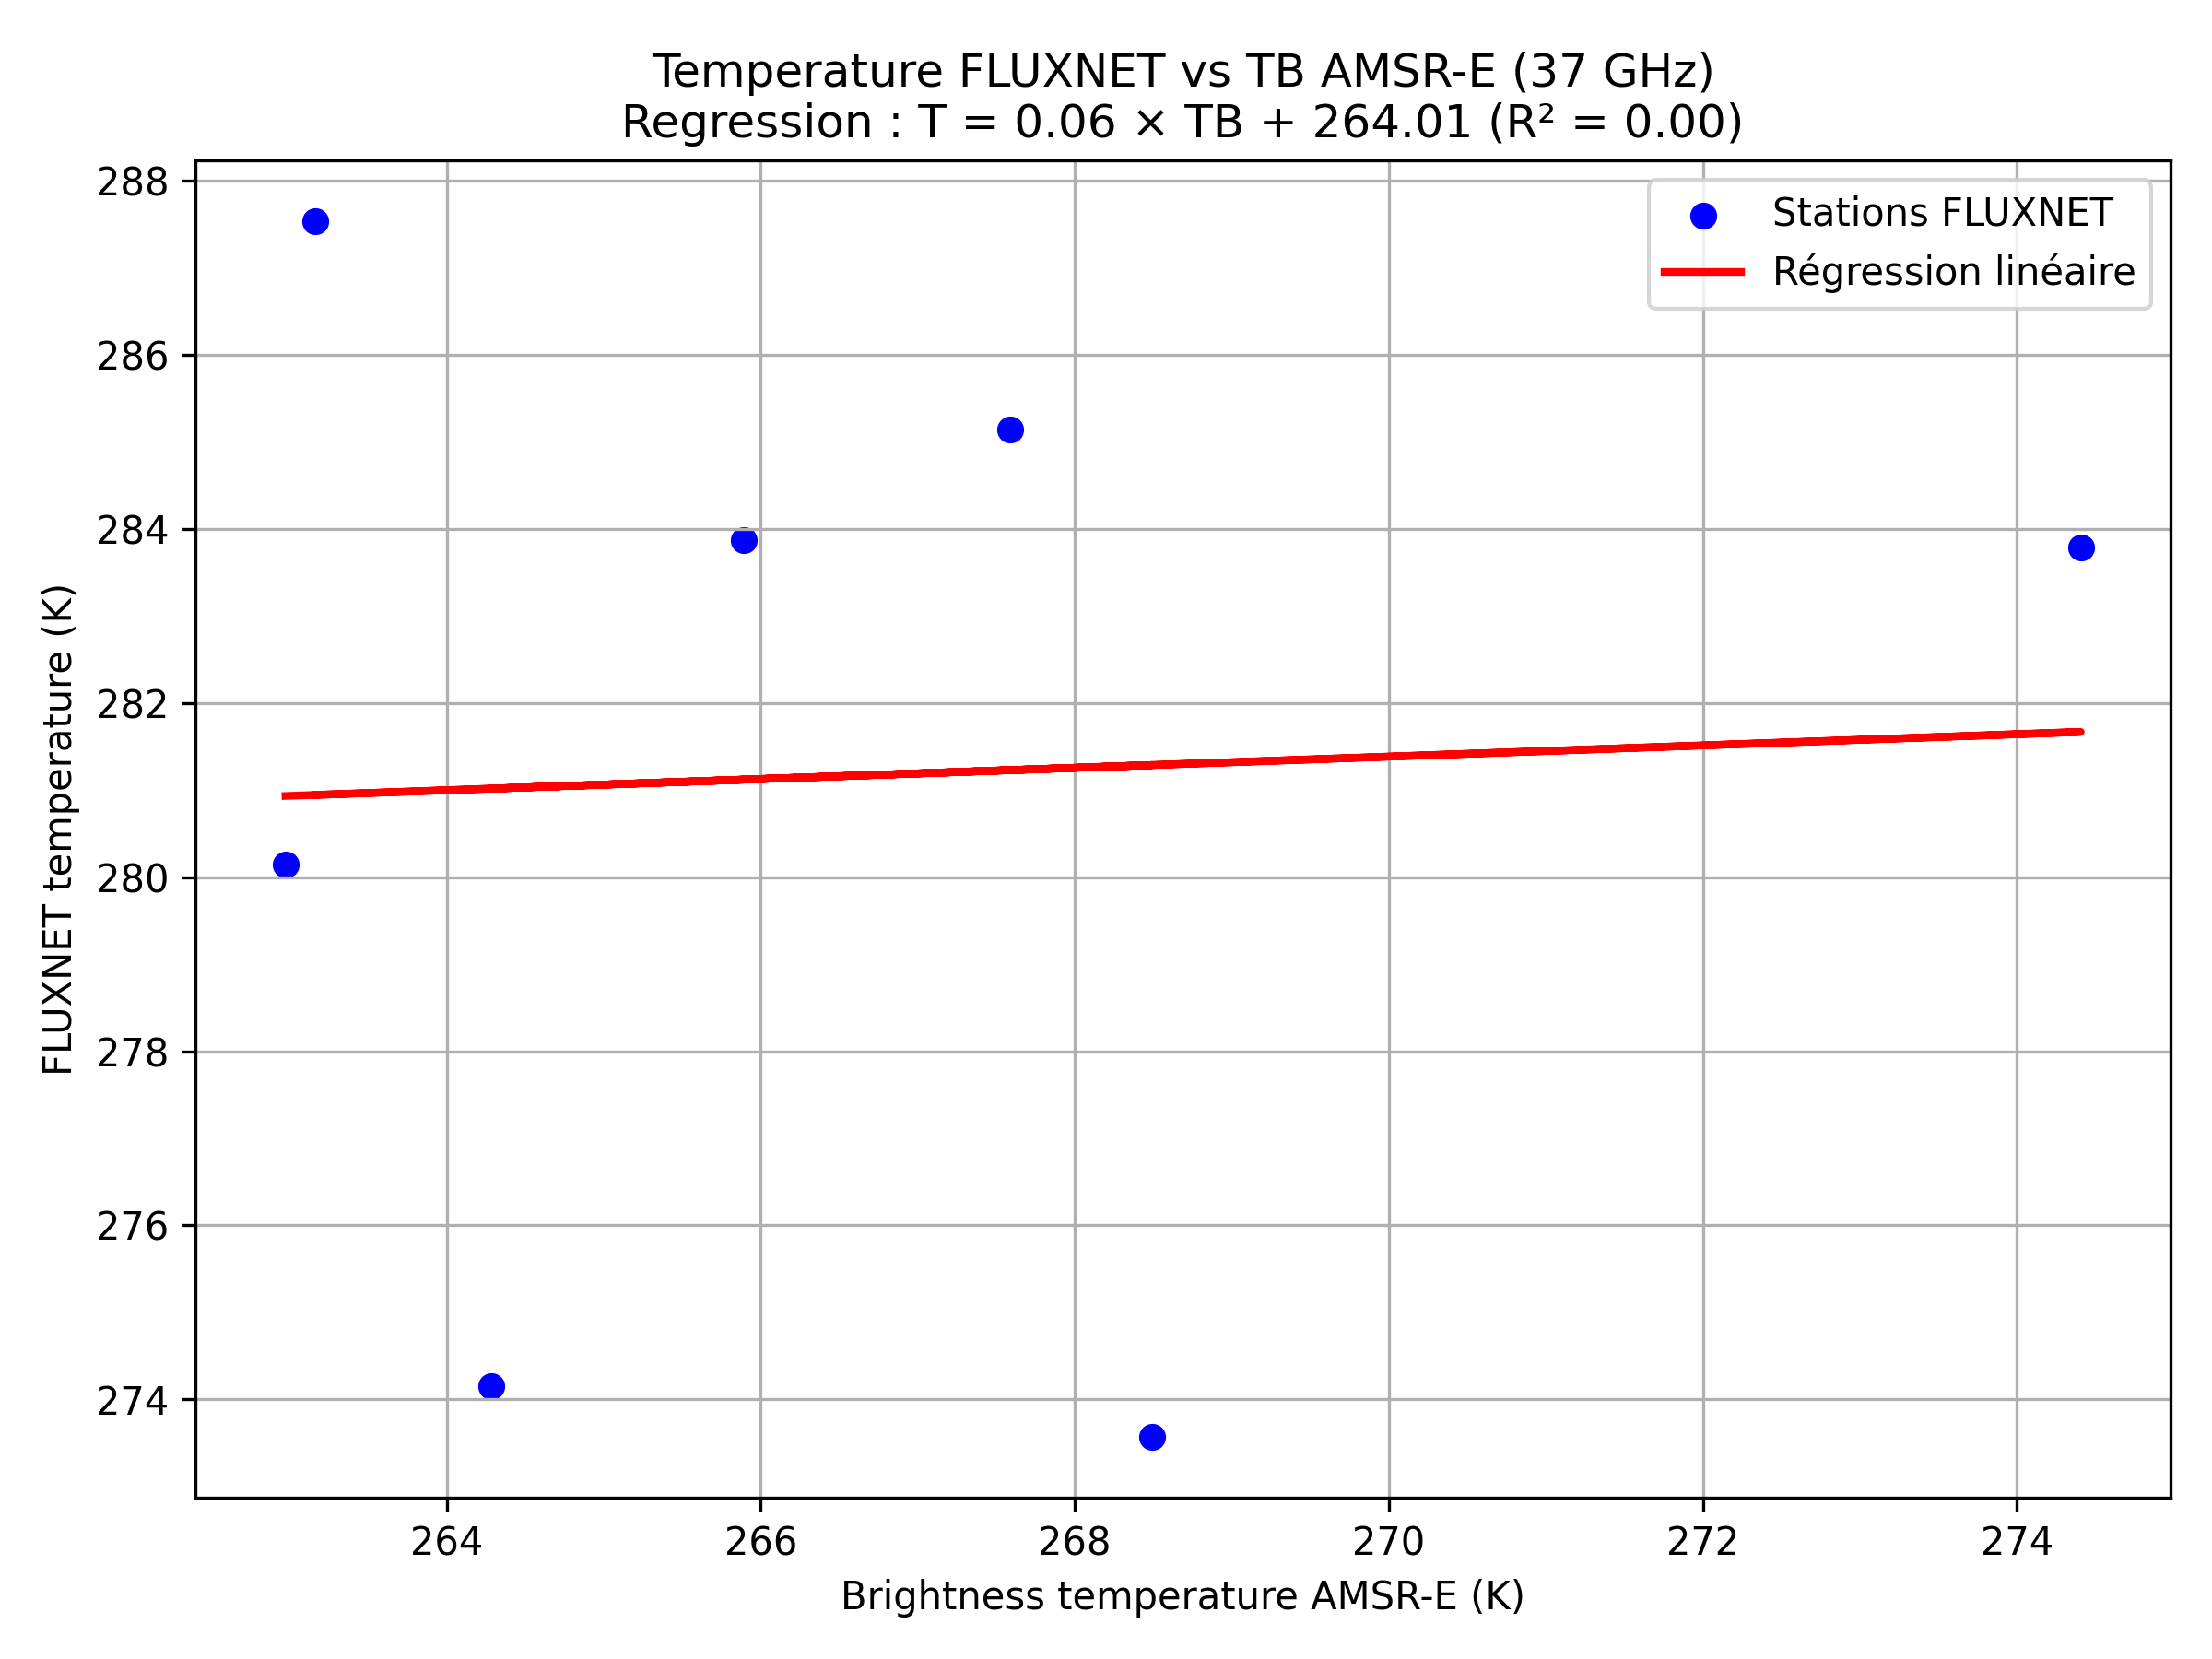 Temperature FLUXNET vs TB AMSR-E (37 GHz)
Regression : T = 0.06 × TB + 264.01 (R² = 0.00)
Stations FLUXNET
Régression linéaire
FLUXNET temperature (K)
288
286
284
282
280
278
276
274
264
266
268
270
272
274
Brightness temperature AMSR-E (K)